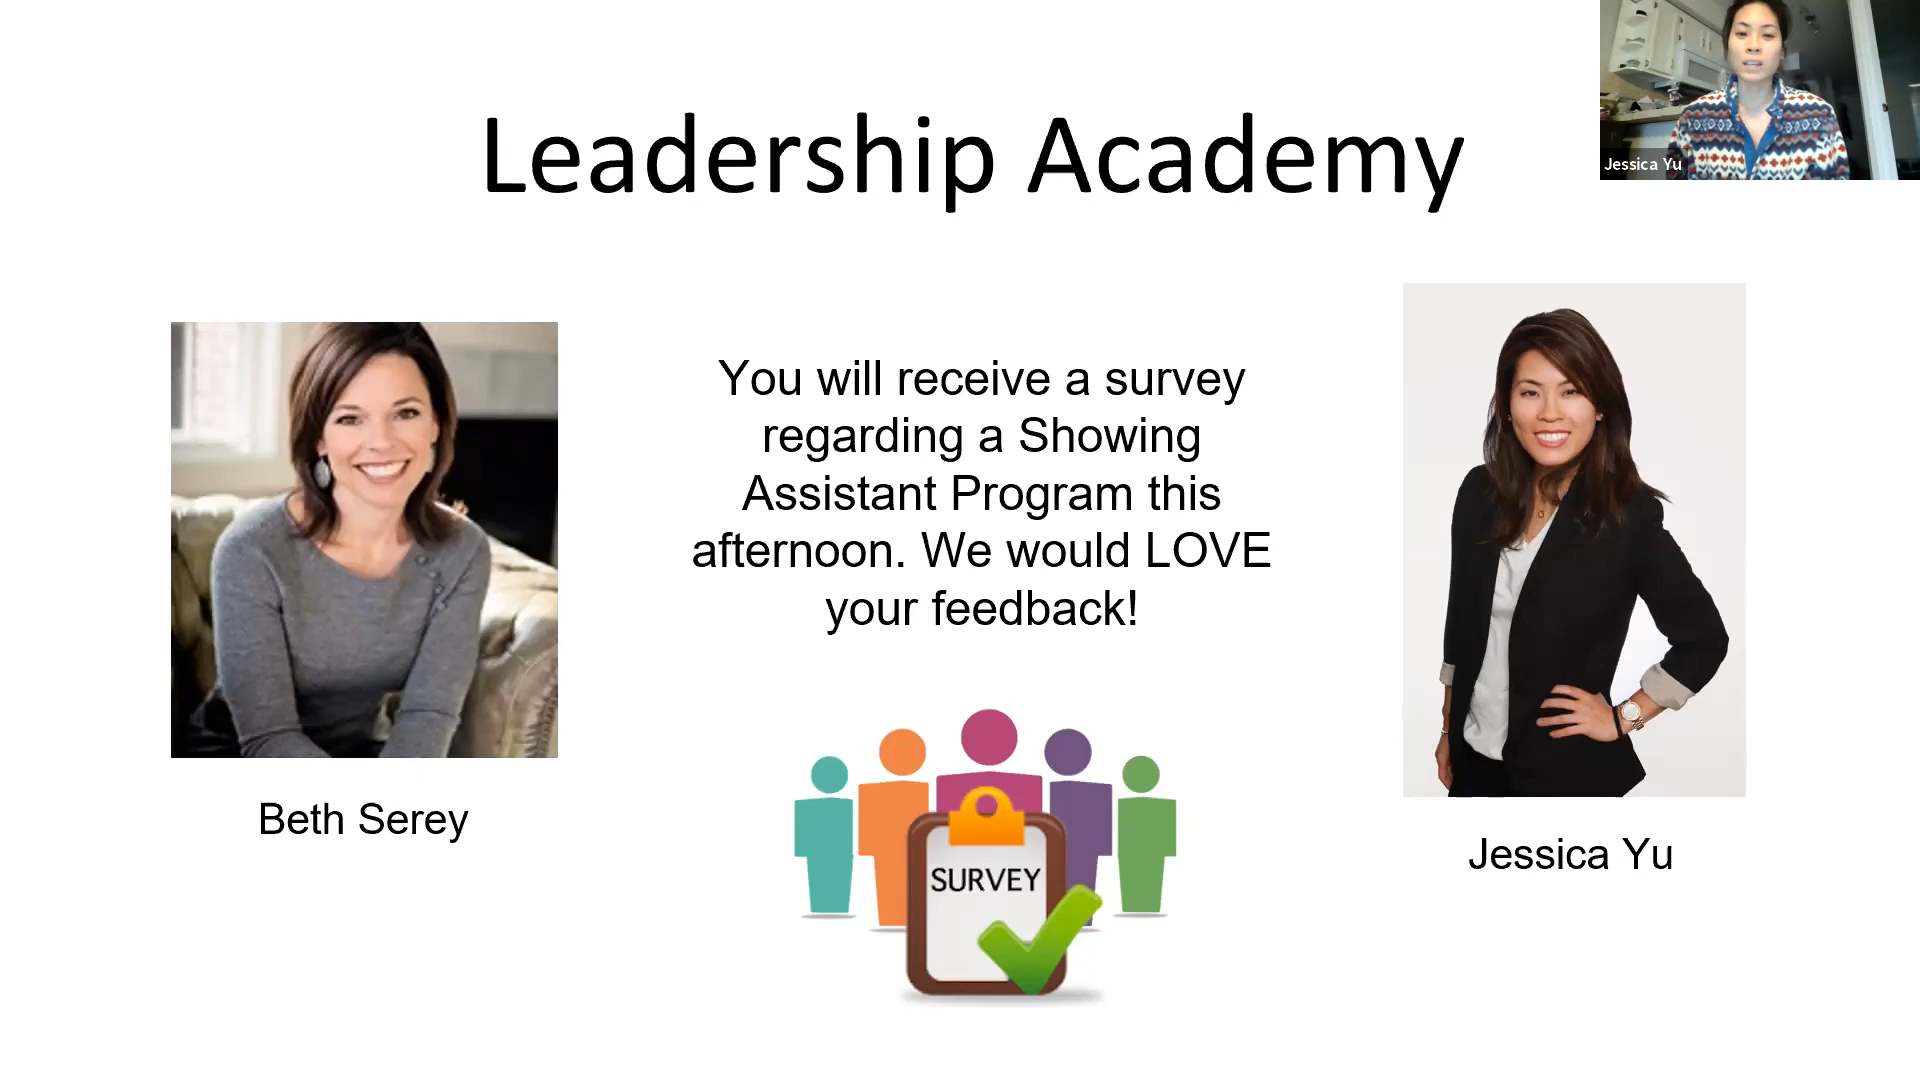 Leadership Academy
Jessica Yu
You will receive a survey
regarding a Showing
Assistant Program this
afternoon. We would LOVE
your feedback!
SURVEY
Beth Serey
Jessica Yu